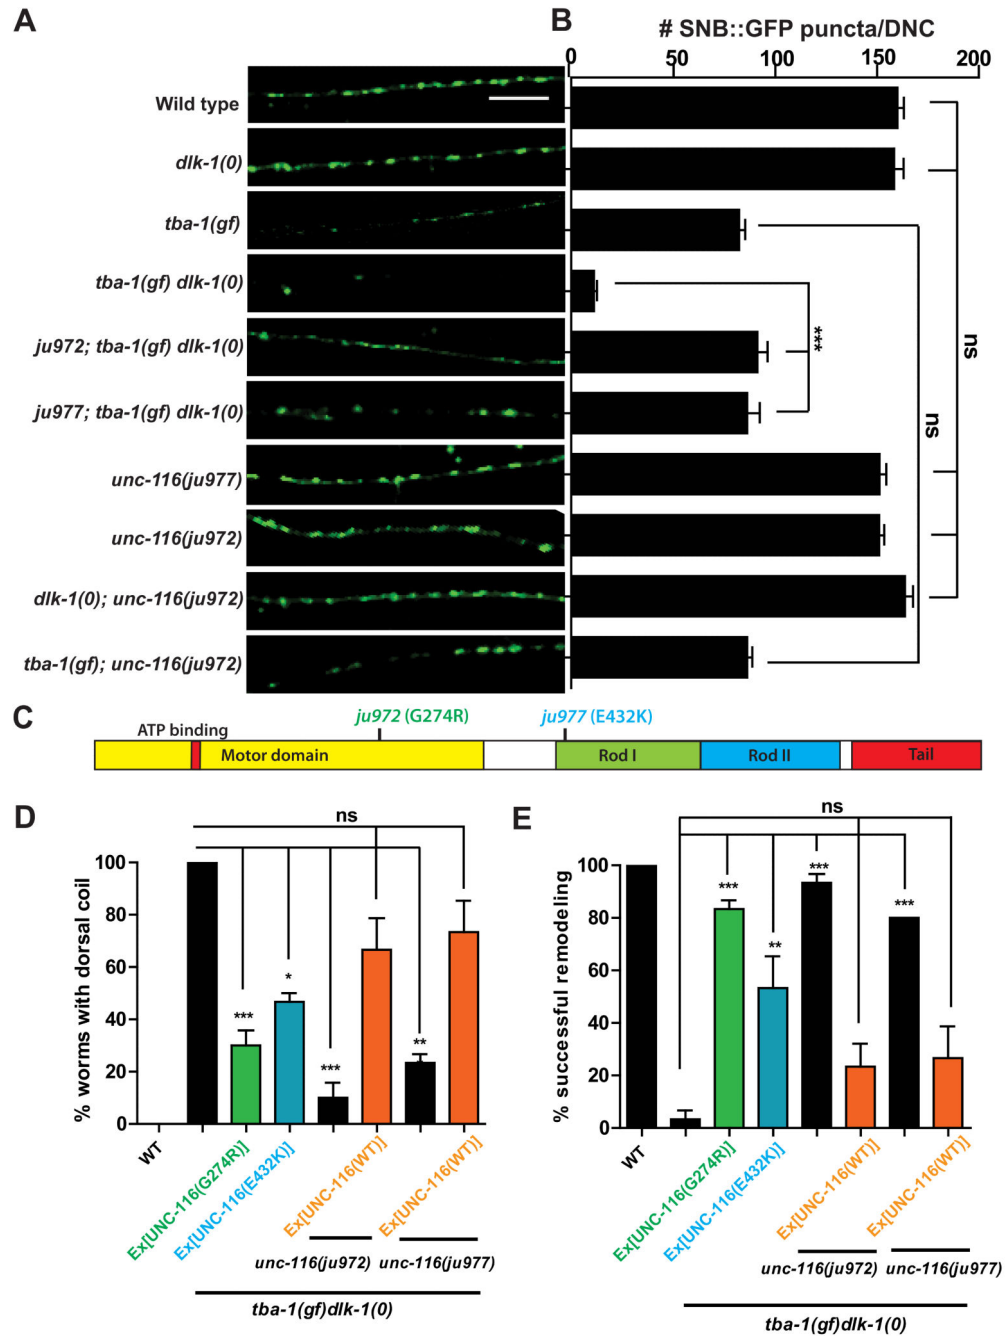 A
B
# SNB::GFP puncta/DNC
0 50 100 150 200
Wild type
dlk-1(0)
tba-1(gf)
tba-1(gf) dlk-1(0)
ju972; tba-1(gf) dlk-1(0)
ju977; tba-1(gf) dlk-1(0)
unc-116(ju977)
unc-116(ju972)
dlk-1(0); unc-116(ju972)
tba-1(gf); unc-116(ju972)
***
ns
ns
C
ju972 (G274R)
ju977 (E432K)
ATP binding
Motor domain
Rod I
Rod II
Tail
D
ns
% worms with dorsal coil
100
80
60
40
20
0
***
*
***
**
WT
Ex[UNC-116(G274R)]
Ex[UNC-116(E432K)]
Ex[UNC-116(WT)]
Ex[UNC-116(WT)]
unc-116(ju972)
unc-116(ju977)
tba-1(gf)dlk-1(0)
E
ns
% successful remodeling
100
80
60
40
20
0
***
**
***
***
WT
Ex[UNC-116(G274R)]
Ex[UNC-116(E432K)]
Ex[UNC-116(WT)]
Ex[UNC-116(WT)]
unc-116(ju972)
unc-116(ju977)
tba-1(gf)dlk-1(0)